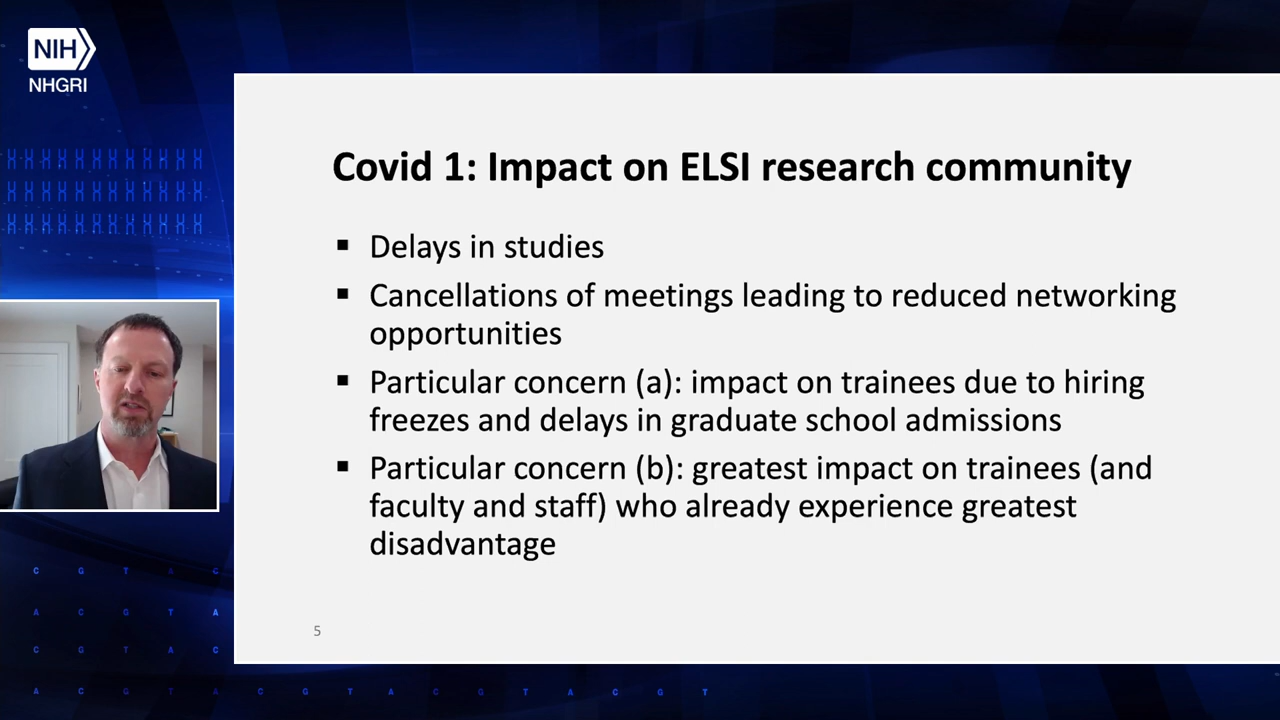 NIH
NHGRI
Covid 1: Impact on ELSI research community
▪ Delays in studies
▪ Cancellations of meetings leading to reduced networking
opportunities
▪ Particular concern (a): impact on trainees due to hiring
freezes and delays in graduate school admissions
▪ Particular concern (b): greatest impact on trainees (and
faculty and staff) who already experience greatest
disadvantage
5
C G T A C
A C G T A
C G T A C
A C G T A C G T A C G T A C G T